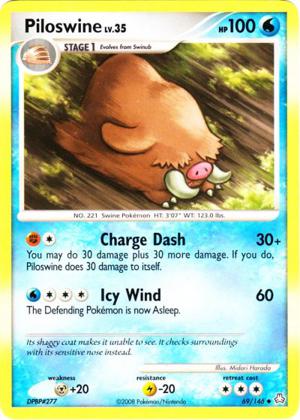 Piloswine LV.35
HP 100
STAGE 1 Evolves from Swinub
NO. 221 Swine Pokémon HT: 3'07" WT: 123.0 lbs.
Charge Dash 30+
You may do 30 damage plus 30 more damage. If you do,
Piloswine does 30 damage to itself.
Icy Wind 60
The Defending Pokémon is now Asleep.
Its shaggy coat makes it unable to see. It checks surroundings
with its sensitive nose instead.
Illus. Midori Harada
weakness resistance retreat cost
+20 -20
DPBP#277 ©2008 Pokémon/Nintendo 69/146